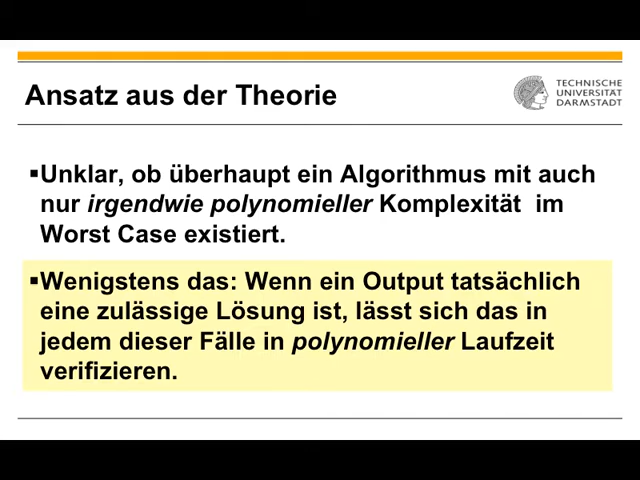 Ansatz aus der Theorie
TECHNISCHE
UNIVERSITÄT
DARMSTADT
▪Unklar, ob überhaupt ein Algorithmus mit auch
nur irgendwie polynomieller Komplexität im
Worst Case existiert.
▪Wenigstens das: Wenn ein Output tatsächlich
eine zulässige Lösung ist, lässt sich das in
jedem dieser Fälle in polynomieller Laufzeit
verifizieren.